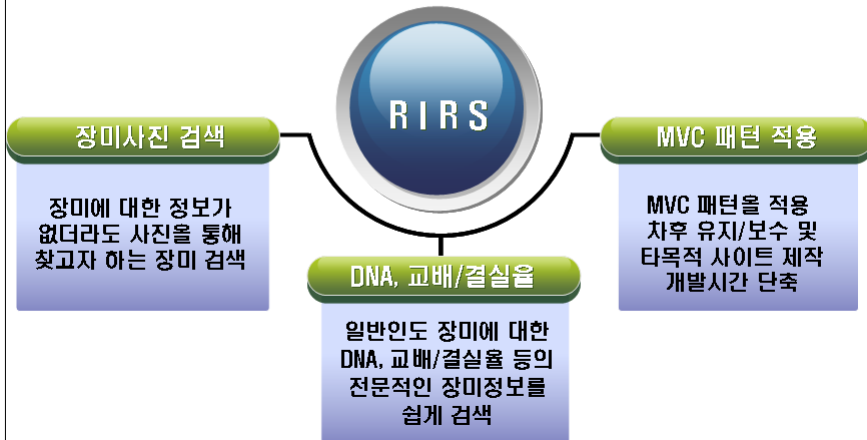 RIRS
장미사진 검색
장미에 대한 정보가
없더라도 사진을 통해
찾고자 하는 장미 검색
DNA, 교배/결실율
일반인도 장미에 대한
DNA, 교배/결실율 등의
전문적인 장미정보를
쉽게 검색
MVC 패턴 적용
MVC 패턴을 적용
차후 유지/보수 및
타목적 사이트 제작
개발시간 단축